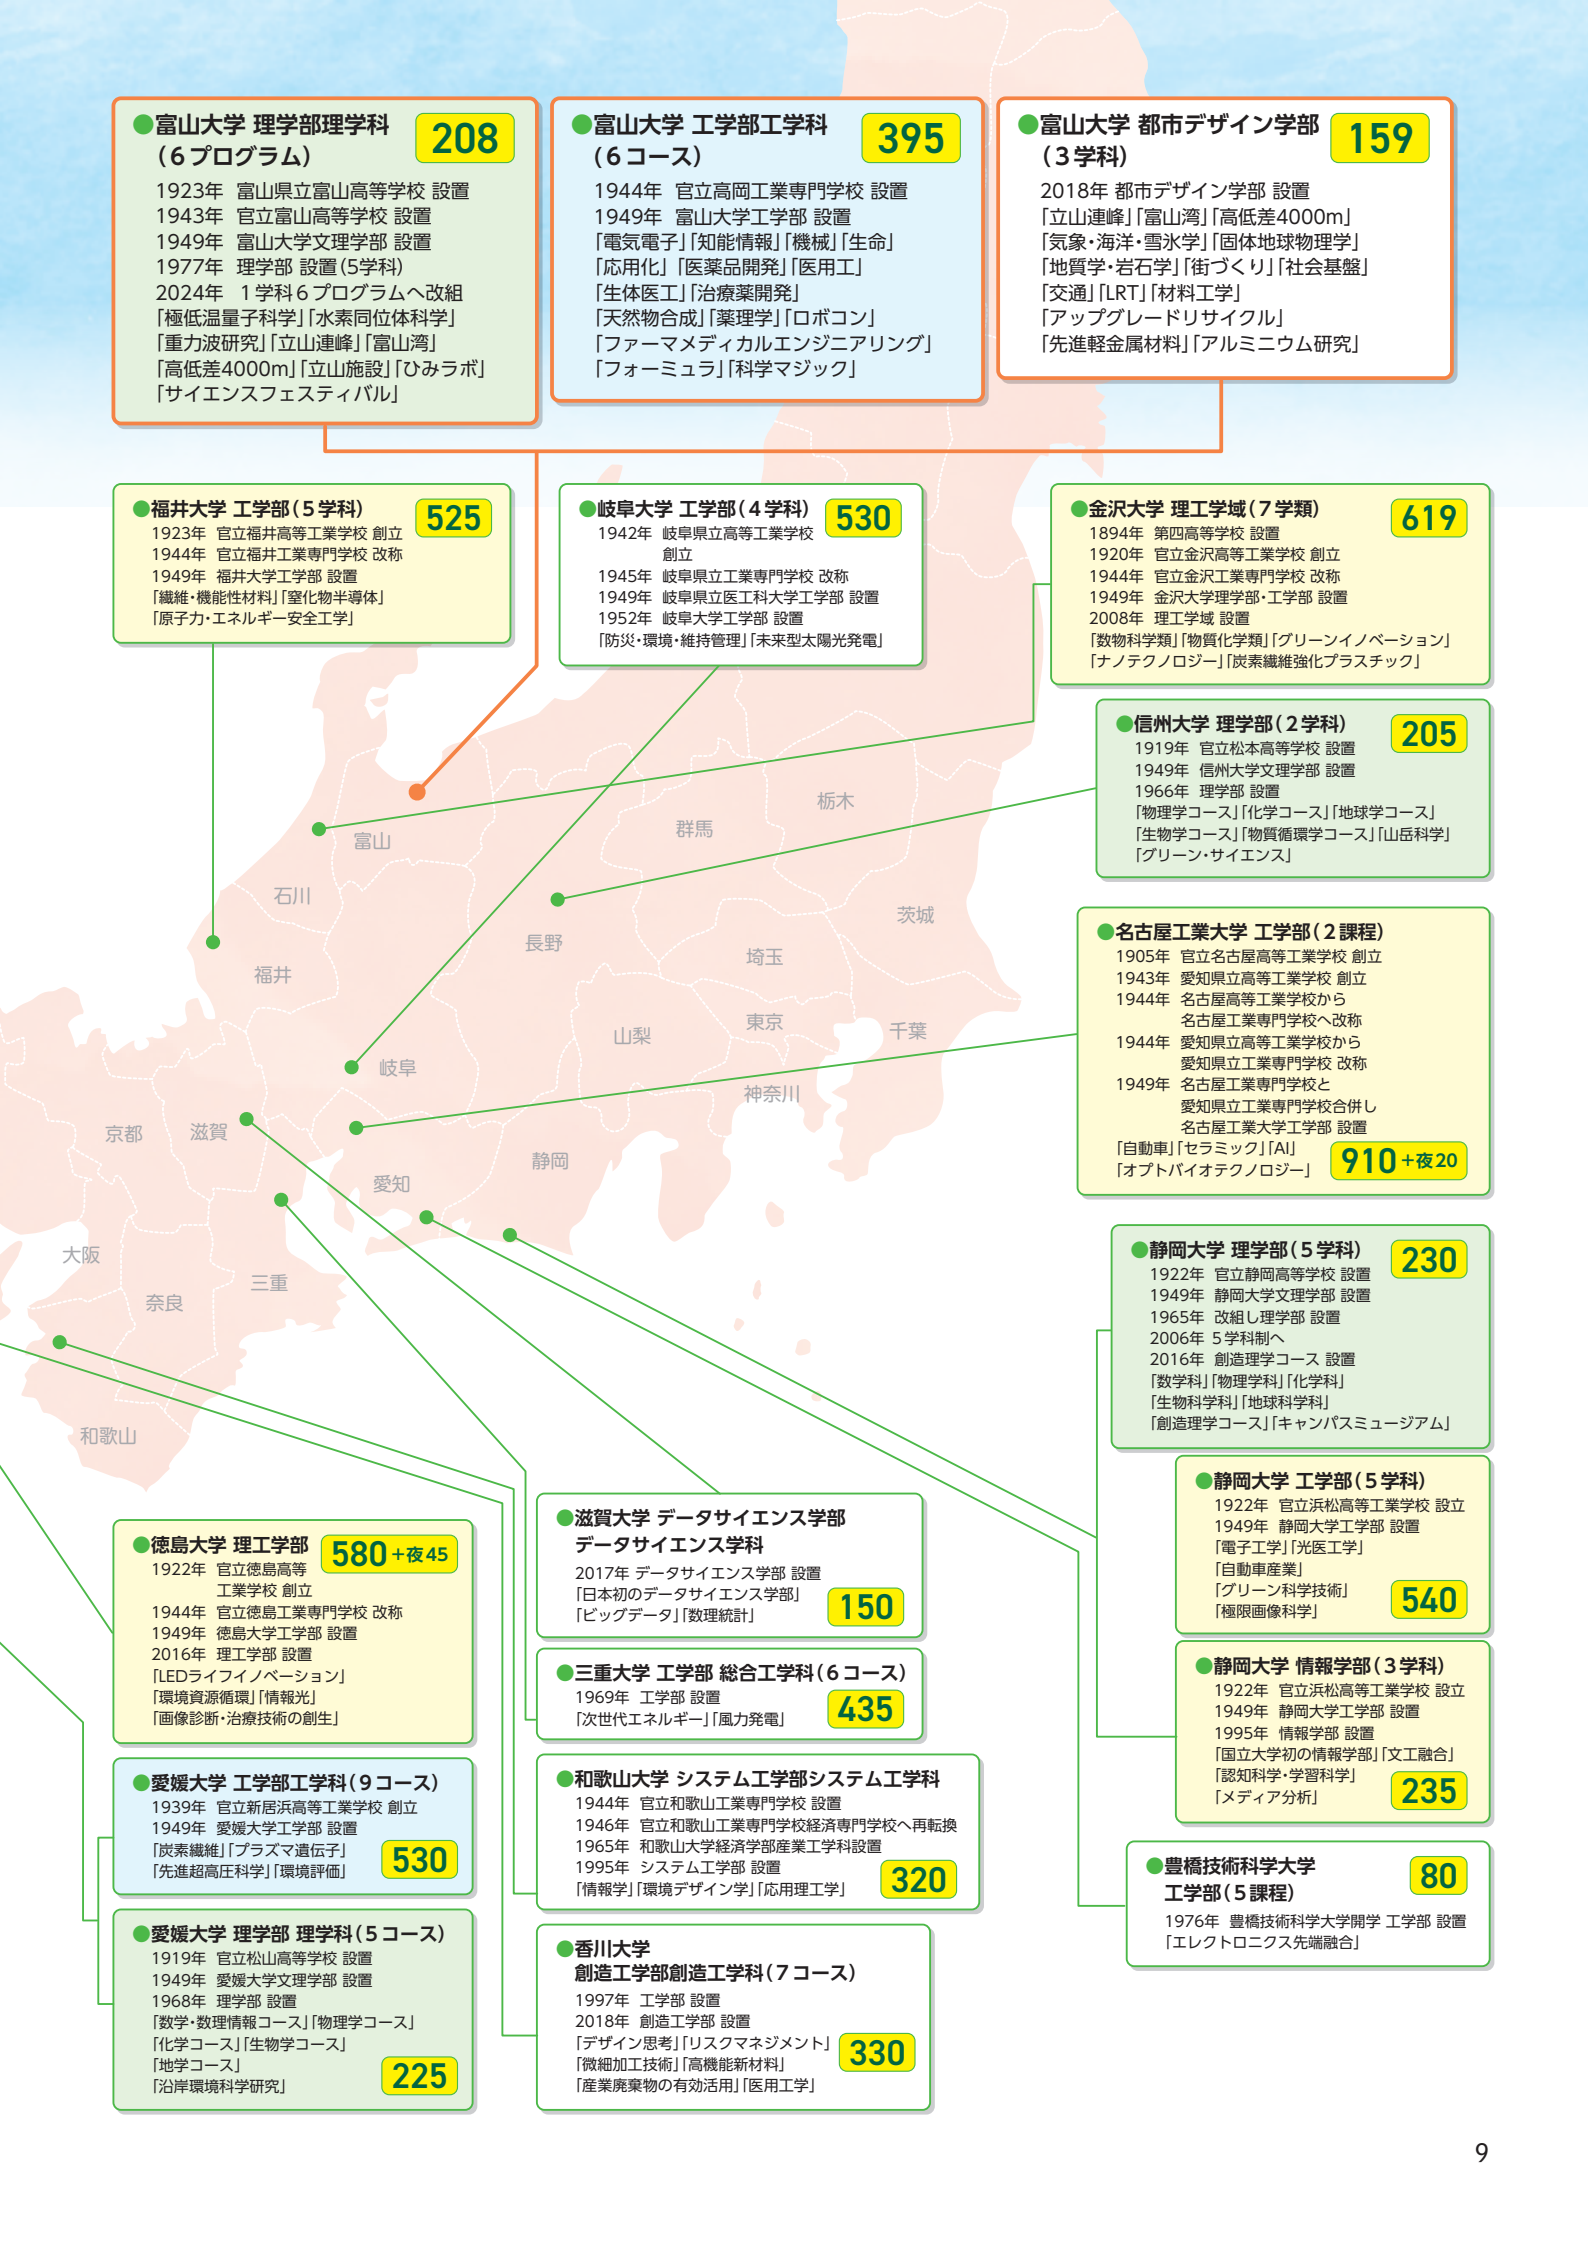 ●富山大学 理学部理学科
(6プログラム)
208
1923年 富山県立富山高等学校 設置
1943年 官立富山高等学校 設置
1949年 富山大学文理学部 設置
1977年 理学部 設置(5学科)
2024年 1学科6プログラムへ改組
「極低温量子科学」「水素同位体科学」
「重力波研究」「立山連峰」「富山湾」
「高低差4000m」「立山施設」「ひみラボ」
「サイエンスフェスティバル」
●富山大学 工学部工学科
(6コース)
395
1944年 官立高岡工業専門学校 設置
1949年 富山大学工学部 設置
「電気電子」「知能情報」「機械」「生命」
「応用化」「医薬品開発」「医用工」
「生体医工」「治療薬開発」
「天然物合成」「薬理学」「ロボコン」
「ファーマメディカルエンジニアリング」
「フォーミュラ」「科学マジック」
●富山大学 都市デザイン学部
(3学科)
159
2018年 都市デザイン学部 設置
「立山連峰」「富山湾」「高低差4000m」
「気象・海洋・雪氷学」「固体地球物理学」
「地質学・岩石学」「街づくり」「社会基盤」
「交通」「LRT」「材料工学」
「アップグレードリサイクル」
「先進軽金属材料」「アルミニウム研究」
●福井大学 工学部(5学科)
525
1923年 官立福井高等工業学校 創立
1944年 官立福井工業専門学校 改称
1949年 福井大学工学部 設置
「繊維・機能性材料」「窒化物半導体」
「原子力・エネルギー安全工学」
●岐阜大学 工学部(4学科)
530
1942年 岐阜県立高等工業学校
創立
1945年 岐阜県立工業専門学校 改称
1949年 岐阜県立医工科大学工学部 設置
1952年 岐阜大学工学部 設置
「防災・環境・維持管理」「未来型太陽光発電」
●金沢大学 理工学域(7学類)
619
1894年 第四高等学校 設置
1920年 官立金沢高等工業学校 創立
1944年 官立金沢工業専門学校 改称
1949年 金沢大学理学部・工学部 設置
2008年 理工学域 設置
「数物科学類」「物質化学類」「グリーンイノベーション」
「ナノテクノロジー」「炭素繊維強化プラスチック」
●信州大学 理学部(2学科)
205
1919年 官立松本高等学校 設置
1949年 信州大学文理学部 設置
1966年 理学部 設置
「物理学コース」「化学コース」「地球学コース」
「生物学コース」「物質循環学コース」「山岳科学」
「グリーン・サイエンス」
●名古屋工業大学 工学部(2課程)
1905年 官立名古屋高等工業学校 創立
1943年 愛知県立高等工業学校 創立
1944年 名古屋高等工業学校から
名古屋工業専門学校へ改称
1944年 愛知県立高等工業学校から
愛知県立工業専門学校 改称
1949年 名古屋工業専門学校と
愛知県立工業専門学校合併し
名古屋工業大学工学部 設置
「自動車」「セラミック」「AI」
「オプトバイオテクノロジー」
910+夜20
栃木
群馬
富山
石川
茨城
長野
埼玉
福井
東京
千葉
山梨
岐阜
神奈川
京都
滋賀
静岡
愛知
大阪
三重
奈良
和歌山
●静岡大学 理学部(5学科)
230
1922年 官立静岡高等学校 設置
1949年 静岡大学文理学部 設置
1965年 改組し理学部 設置
2006年 5学科制へ
2016年 創造理学コース 設置
「数学科」「物理学科」「化学科」
「生物科学科」「地球科学科」
「創造理学コース」「キャンパスミュージアム」
●静岡大学 工学部(5学科)
1922年 官立浜松高等工業学校 設立
1949年 静岡大学工学部 設置
「電子工学」「光医工学」
「自動車産業」
「グリーン科学技術」
「極限画像科学」
540
●静岡大学 情報学部(3学科)
1922年 官立浜松高等工業学校 設立
1949年 静岡大学工学部 設置
1995年 情報学部 設置
「国立大学初の情報学部」「文工融合」
「認知科学・学習科学」
「メディア分析」
235
●豊橋技術科学大学
工学部(5課程)
80
1976年 豊橋技術科学大学開学 工学部 設置
「エレクトロニクス先端融合」
●滋賀大学 データサイエンス学部
データサイエンス学科
2017年 データサイエンス学部 設置
「日本初のデータサイエンス学部」
「ビッグデータ」「数理統計」
150
●三重大学 工学部 総合工学科(6コース)
1969年 工学部 設置
「次世代エネルギー」「風力発電」
435
●和歌山大学 システム工学部システム工学科
1944年 官立和歌山工業専門学校 設置
1946年 官立和歌山工業専門学校経済専門学校へ再転換
1965年 和歌山大学経済学部産業工学科設置
1995年 システム工学部 設置
「情報学」「環境デザイン学」「応用理工学」
320
●香川大学
創造工学部創造工学科(7コース)
1997年 工学部 設置
2018年 創造工学部 設置
「デザイン思考」「リスクマネジメント」
「微細加工技術」「高機能新材料」
「産業廃棄物の有効活用」「医用工学」
330
●徳島大学 理工学部
580+夜45
1922年 官立徳島高等
工業学校 創立
1944年 官立徳島工業専門学校 改称
1949年 徳島大学工学部 設置
2016年 理工学部 設置
「LEDライフイノベーション」
「環境資源循環」「情報光」
「画像診断・治療技術の創生」
●愛媛大学 工学部工学科(9コース)
1939年 官立新居浜高等工業学校 創立
1949年 愛媛大学工学部 設置
「炭素繊維」「プラズマ遺伝子」
「先進超高圧科学」「環境評価」
530
●愛媛大学 理学部 理学科(5コース)
1919年 官立松山高等学校 設置
1949年 愛媛大学文理学部 設置
1968年 理学部 設置
「数学・数理情報コース」「物理学コース」
「化学コース」「生物学コース」
「地学コース」
「沿岸環境科学研究」
225
9